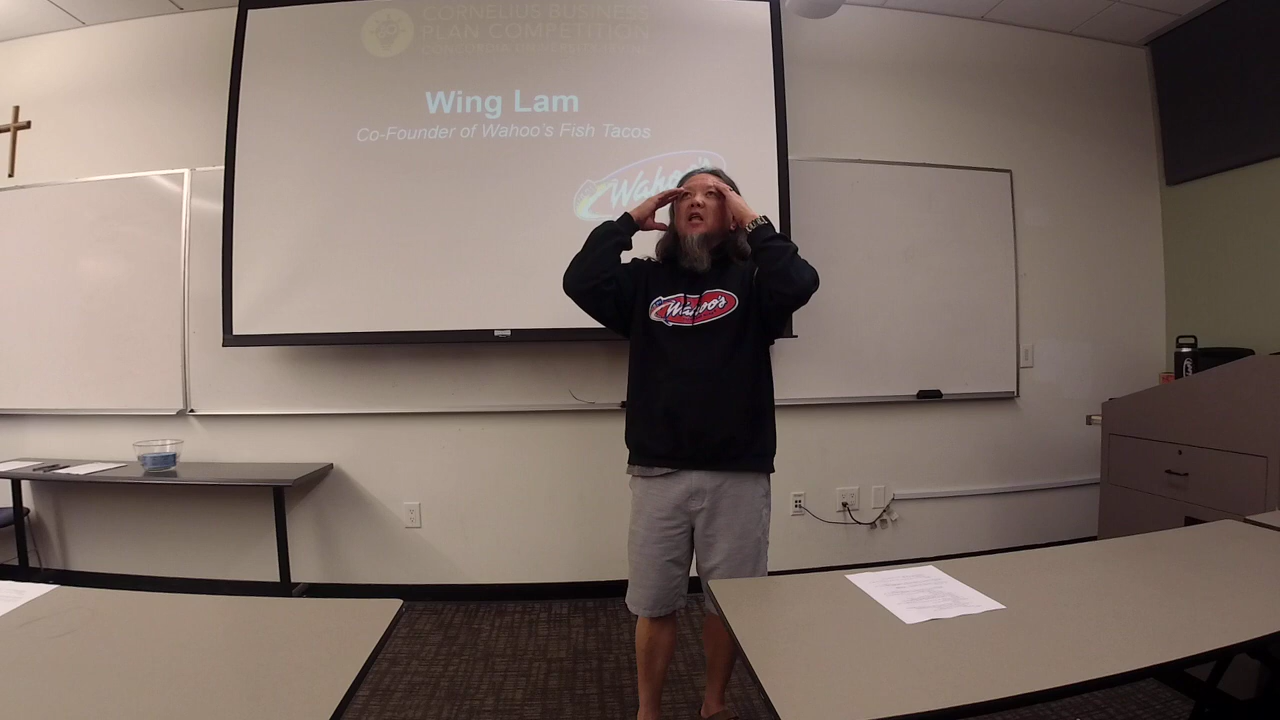 CORNELIUS BUSINESS
PLAN COMPETITION
Wing Lam
Co-Founder of Wahoo's Fish Tacos
Wahoo's
Wahoo's